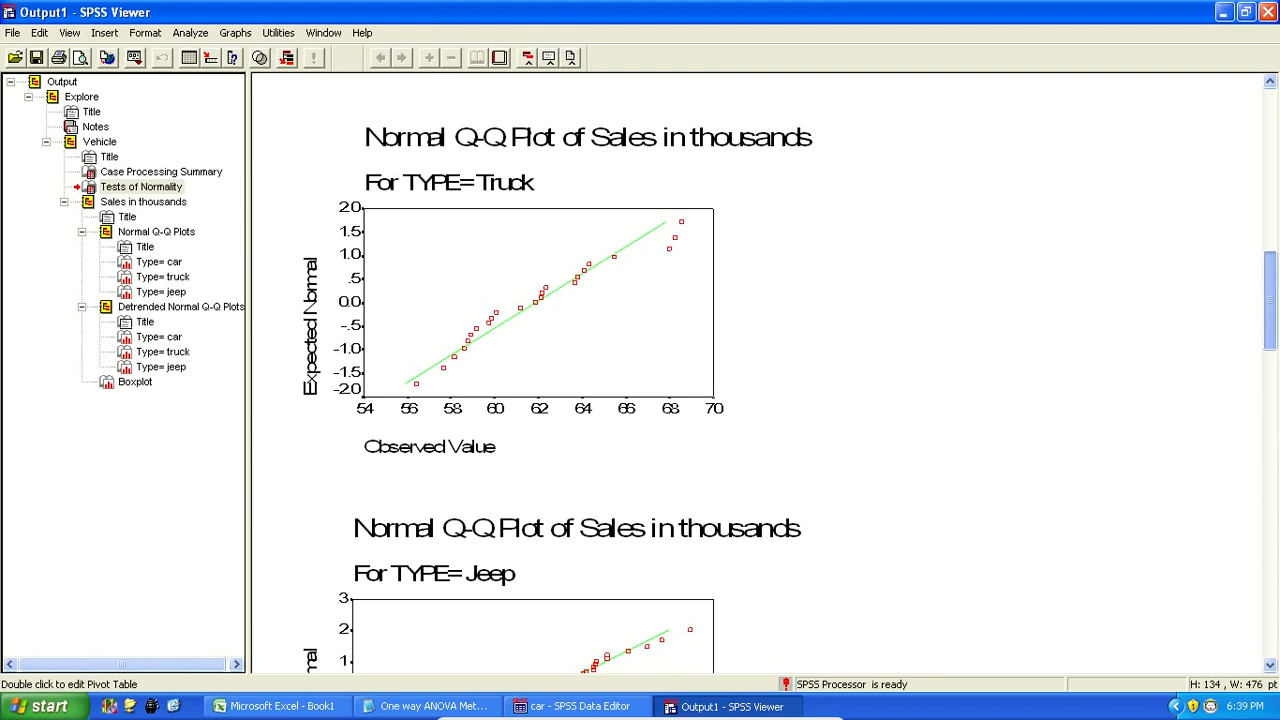 Output1 - SPSS Viewer
File Edit View Insert Format Analyze Graphs Utilities Window Help
Output
Explore
Title
Notes
Vehicle
Title
Case Processing Summary
Tests of Normality
Sales in thousands
Title
Normal Q-Q Plots
Title
Type= car
Type= truck
Type= jeep
Detrended Normal Q-Q Plots
Title
Type= car
Type= truck
Type= jeep
Boxplot
Normal Q-Q Plot of Sales in thousands
For TYPE= Truck
2.0
1.5
1.0
.5
0.0
-.5
-1.0
-1.5
-2.0
Expected Normal
54 56 58 60 62 64 66 68 70
Observed Value
Normal Q-Q Plot of Sales in thousands
For TYPE= Jeep
3
2
1
mal
Double click to edit Pivot Table
SPSS Processor is ready
H: 134 , W: 476 pt
start
Microsoft Excel - Book1
One way ANOVA Met...
car - SPSS Data Editor
Output1 - SPSS Viewer
6:39 PM